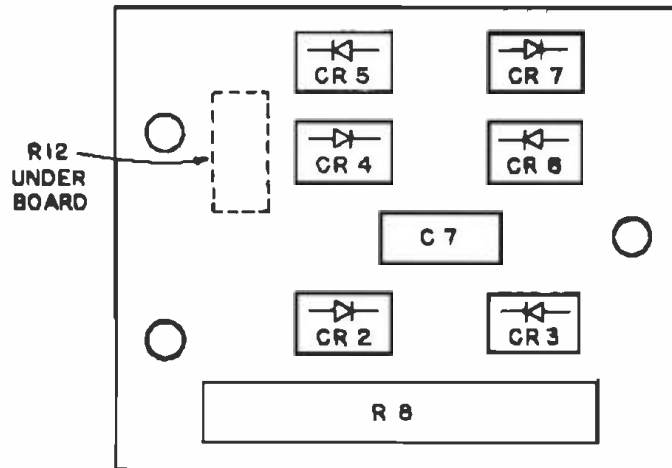 CR 5
CR 7
R12
UNDER
BOARD
CR 4
CR 6
C 7
CR 2
CR 3
R 8